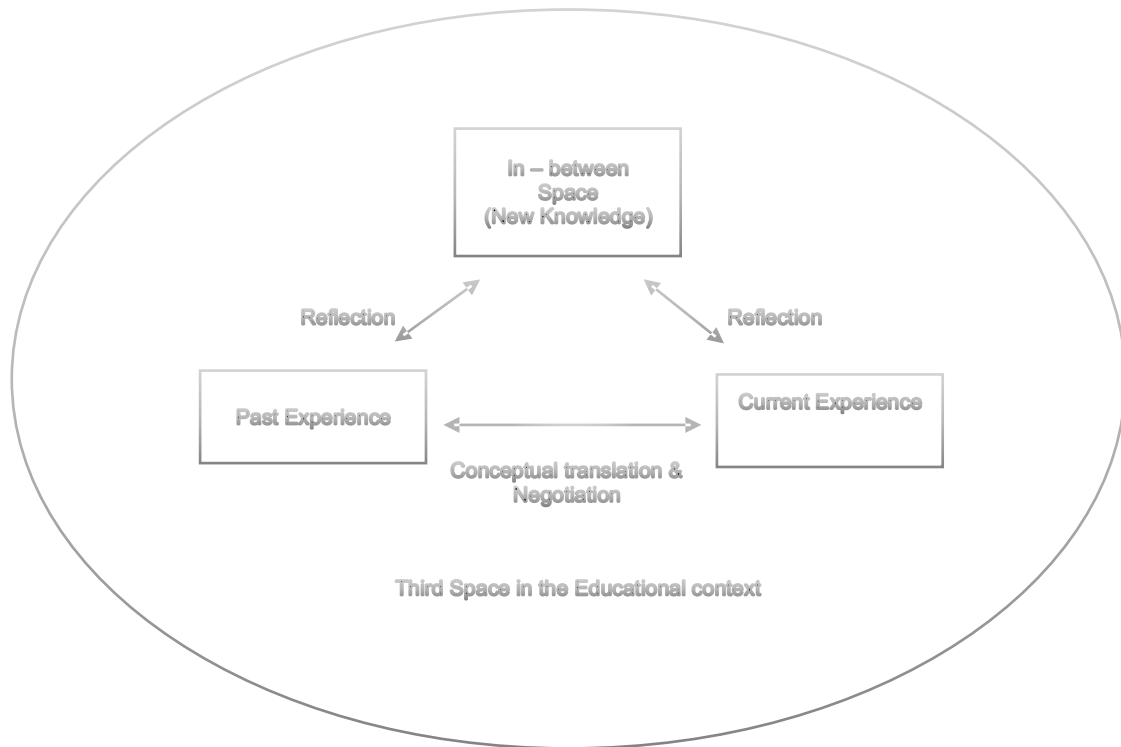 In – between
Space
(New Knowledge)
Reflection
Reflection
Past Experience
Current Experience
Conceptual translation &
Negotiation
Third Space in the Educational context